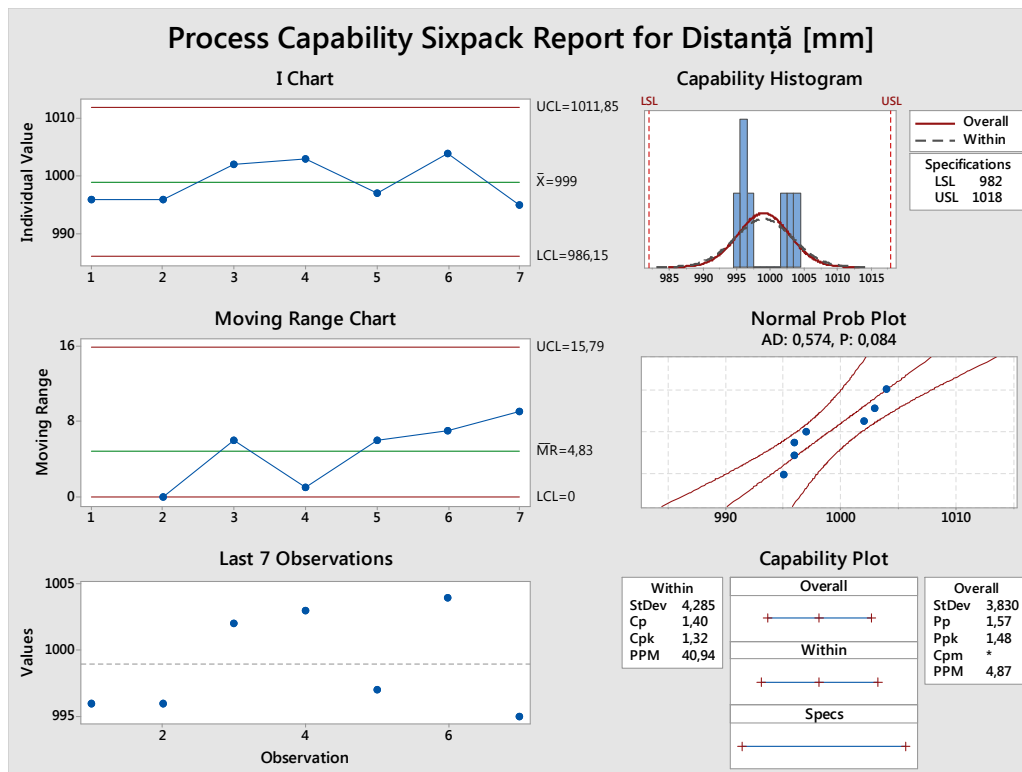 Process Capability Sixpack Report for Distanță [mm]
I Chart
Individual Value
1010
1000
990
1 2 3 4 5 6 7
UCL=1011,85
X̄=999
LCL=986,15
Capability Histogram
LSL USL
985 990 995 1000 1005 1010 1015
Overall
Within
Specifications
LSL 982
USL 1018
Moving Range Chart
Moving Range
16
8
0
1 2 3 4 5 6 7
UCL=15,79
M̅R̅=4,83
LCL=0
Normal Prob Plot
AD: 0,574, P: 0,084
990 1000 1010
Last 7 Observations
Values
1005
1000
995
2 4 6
Observation
Capability Plot
Within
StDev 4,285
Cp 1,40
Cpk 1,32
PPM 40,94
Overall
Within
Specs
Overall
StDev 3,830
Pp 1,57
Ppk 1,48
Cpm *
PPM 4,87